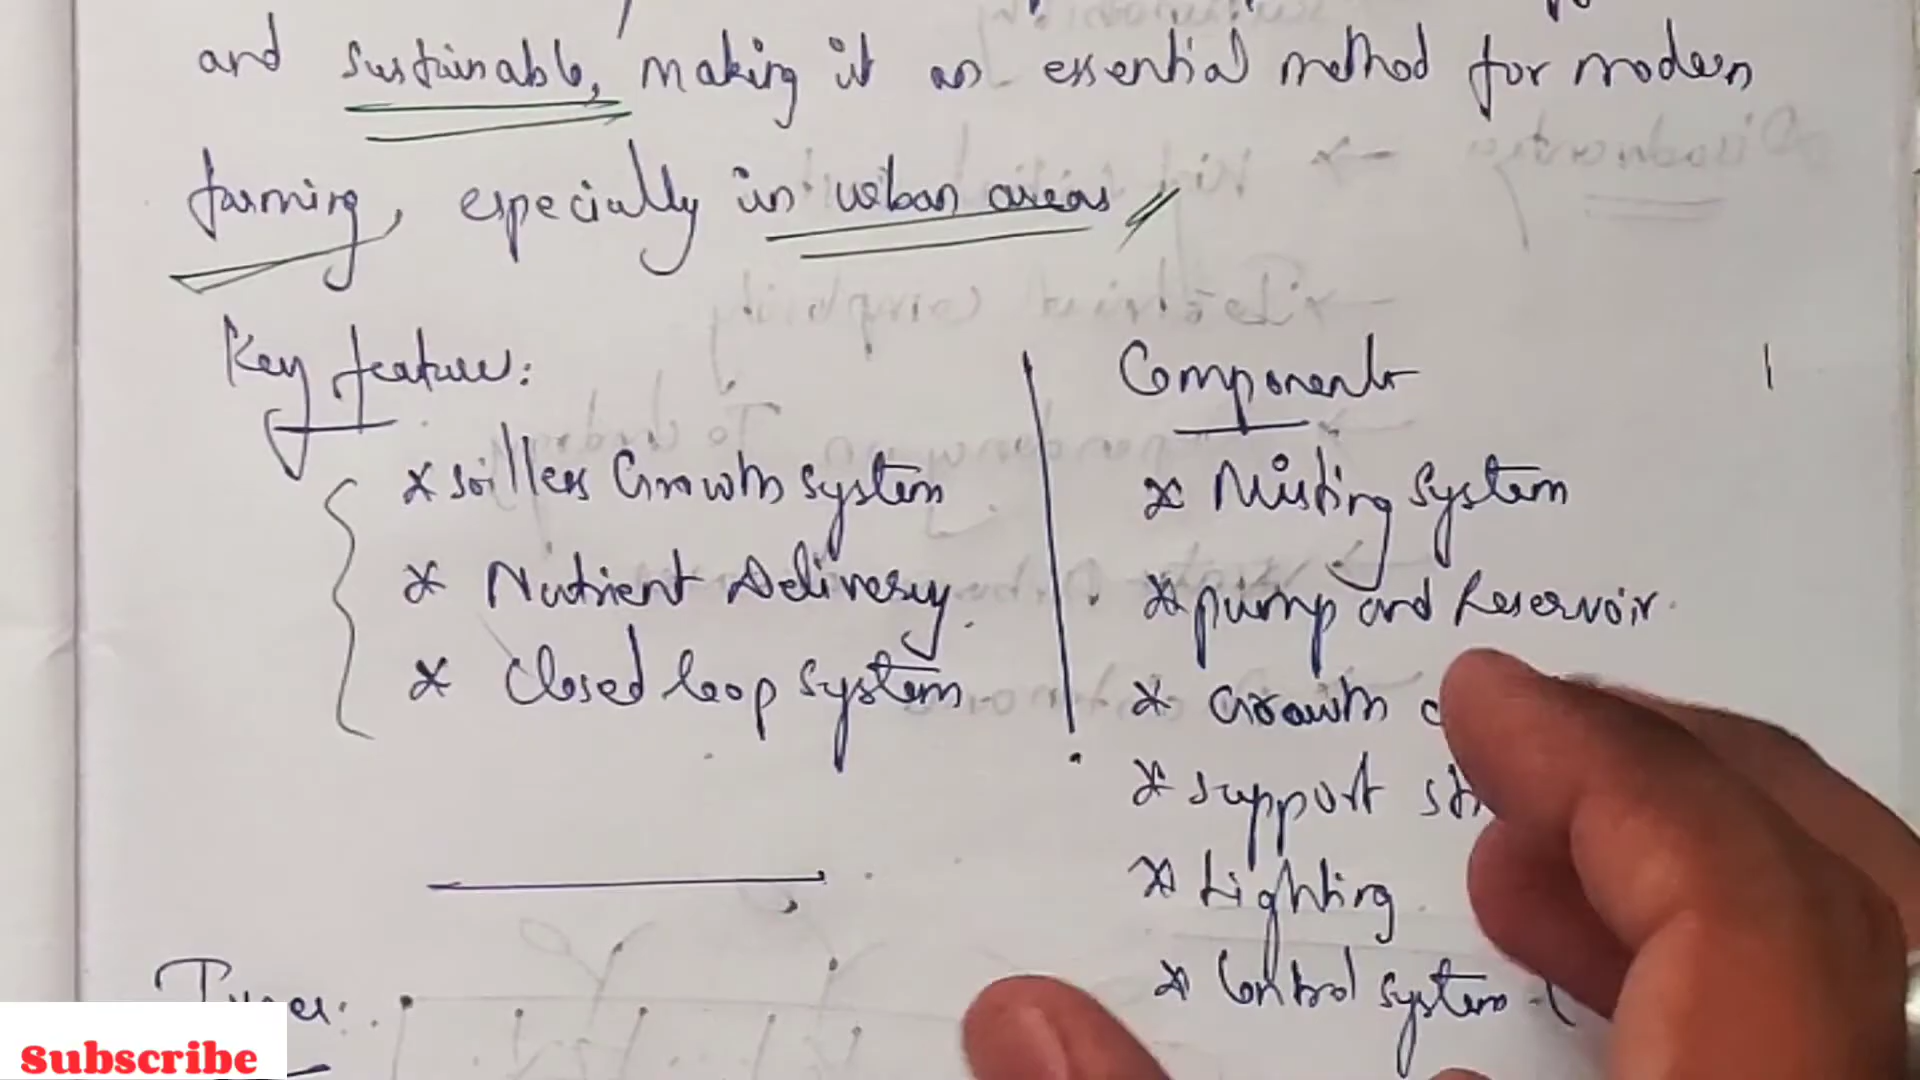 and sustainable, making it an essential method for modern
farming, especially in urban areas
Key feature:
* Soilless Growth system
* Nutrient Delivery
* Closed loop system
Components
* Misting System
* pump and Reservoir.
* Growth
* Support
* Lighting
* Control system
Types:
Subscribe